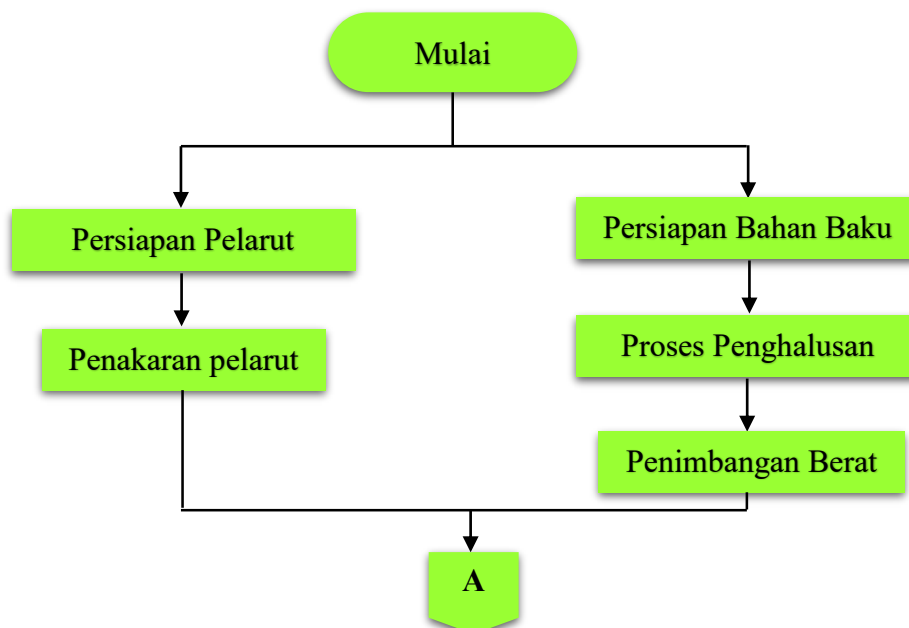 Mulai
Persiapan Pelarut
Persiapan Bahan Baku
Penakaran pelarut
Proses Penghalusan
Penimbangan Berat
A